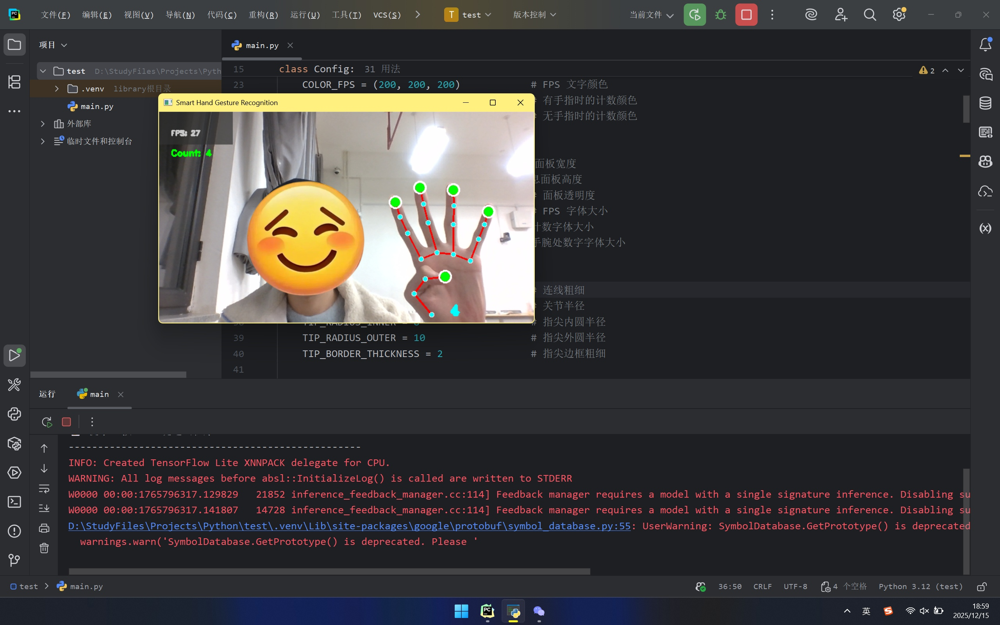 文件(F) 编辑(E) 视图(V) 导航(N) 代码(C) 重构(R) 运行(U) 工具(T) VCS(S) T test 版本控制 当前文件
项目
main.py
test D:\StudyFiles\Projects\Pyth
.venv library根目录
main.py
外部库
临时文件和控制台
15 class Config: 31 用法
2
23 COLOR_FPS = (200, 200, 200) # FPS 文字颜色
# 有手指时的计数颜色
# 无手指时的计数颜色
面板宽度
息面板高度
# 面板透明度
# FPS 字体大小
计数字体大小
手腕处数字字体大小
# 连线粗细
# 关节半径
# 指尖内圆半径
39 TIP_RADIUS_OUTER = 10 # 指尖外圆半径
40 TIP_BORDER_THICKNESS = 2 # 指尖边框粗细
41
Smart Hand Gesture Recognition
FPS: 27
Count: 4
4
运行 main
--------------------------------------------------
INFO: Created TensorFlow Lite XNNPACK delegate for CPU.
WARNING: All log messages before absl::InitializeLog() is called are written to STDERR
W0000 00:00:1765796317.129829 21852 inference_feedback_manager.cc:114] Feedback manager requires a model with a single signature inference. Disabling su
W0000 00:00:1765796317.141807 14728 inference_feedback_manager.cc:114] Feedback manager requires a model with a single signature inference. Disabling su
D:\StudyFiles\Projects\Python\test\.venv\Lib\site-packages\google\protobuf\symbol_database.py:55: UserWarning: SymbolDatabase.GetPrototype() is deprecated
warnings.warn('SymbolDatabase.GetPrototype() is deprecated. Please '
test main.py 36:50 CRLF UTF-8 4 个空格 Python 3.12 (test)
英 18:59
2025/12/15